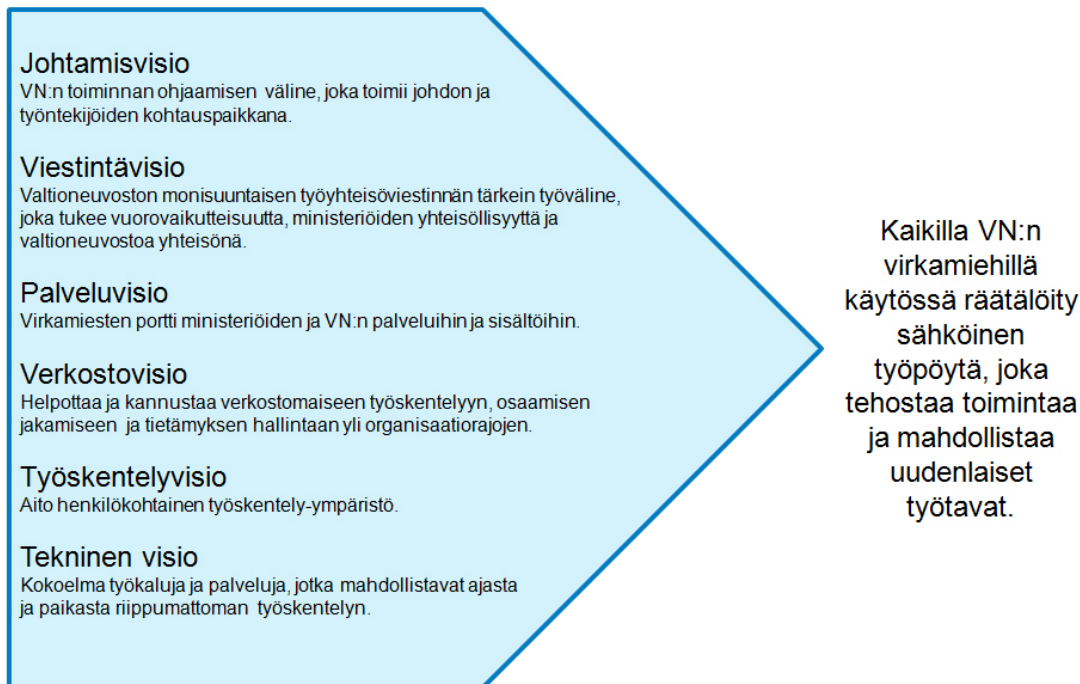 Johtamisvisio
VN:n toiminnan ohjaamisen väline, joka toimii johdon ja
työntekijöiden kohtauspaikkana.
Viestintävisio
Valtioneuvoston monisuuntaisen työyhteisöviestinnän tärkein työväline,
joka tukee vuorovaikutteisuutta, ministeriöiden yhteisöllisyyttä ja
valtioneuvostoa yhteisönä.
Palveluvisio
Virkamiesten portti ministeriöiden ja VN:n palveluihin ja sisältöihin.
Verkostovisio
Helpottaa ja kannustaa verkostomaiseen työskentelyyn, osaamisen
jakamiseen ja tietämyksen hallintaan yli organisaatiorajojen.
Työskentelyvisio
Aito henkilökohtainen työskentely-ympäristö.
Tekninen visio
Kokoelma työkaluja ja palveluja, jotka mahdollistavat ajasta
ja paikasta riippumattoman työskentelyn.
Kaikilla VN:n
virkamiehillä
käytössä räätälöity
sähköinen
työpöytä, joka
tehostaa toimintaa
ja mahdollistaa
uudenlaiset
työtavat.